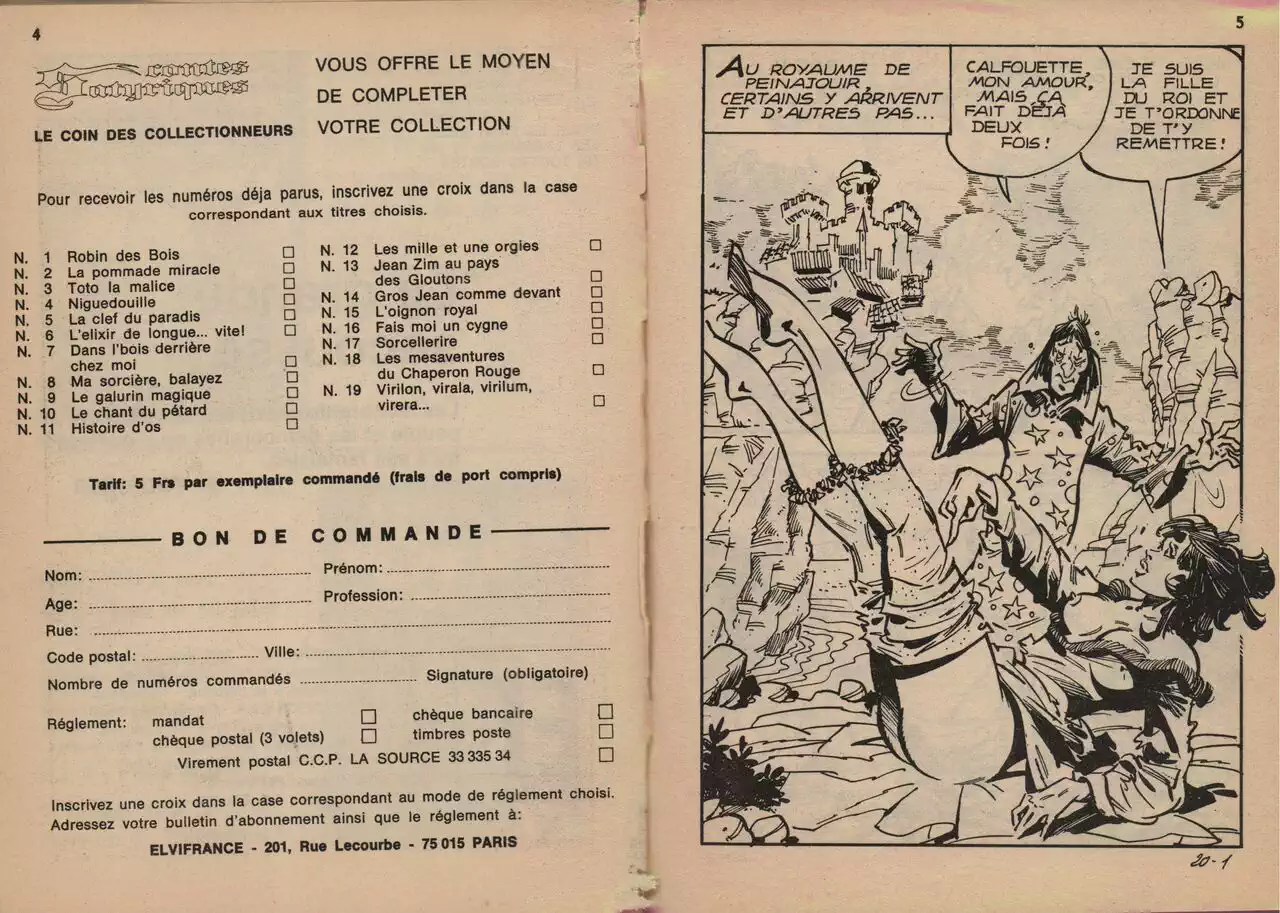 4
contes
Satyriques
LE COIN DES COLLECTIONNEURS
VOUS OFFRE LE MOYEN
DE COMPLETER
VOTRE COLLECTION
Pour recevoir les numéros déja parus, inscrivez une croix dans la case
correspondant aux titres choisis.
N. 1 Robin des Bois
N. 2 La pommade miracle
N. 3 Toto la malice
N. 4 Niguedouille
N. 5 La clef du paradis
N. 6 L'elixir de longue... vite!
N. 7 Dans l'bois derrière
chez moi
N. 8 Ma sorcière, balayez
N. 9 Le galurin magique
N. 10 Le chant du pétard
N. 11 Histoire d'os
N. 12 Les mille et une orgies
N. 13 Jean Zim au pays
des Gloutons
N. 14 Gros Jean comme devant
N. 15 L'oignon royal
N. 16 Fais moi un cygne
N. 17 Sorcellerire
N. 18 Les mesaventures
du Chaperon Rouge
N. 19 Virilon, virala, virilum,
virera...
Tarif: 5 Frs par exemplaire commandé (frais de port compris)
BON DE COMMANDE
Nom: Prénom:
Age: Profession:
Rue:
Code postal: Ville:
Nombre de numéros commandés Signature (obligatoire)
Réglement: mandat chèque bancaire
chèque postal (3 volets) timbres poste
Virement postal C.C.P. LA SOURCE 33 335 34
Inscrivez une croix dans la case correspondant au mode de réglement choisi.
Adressez votre bulletin d'abonnement ainsi que le réglement à:
ELVIFRANCE - 201, Rue Lecourbe - 75 015 PARIS
5
AU ROYAUME DE
PEINAJOUIR,
CERTAINS Y ARRIVENT
ET D'AUTRES PAS...
CALFOUETTE,
MON AMOUR,
MAIS ÇA
FAIT DÉJÀ
DEUX
FOIS!
JE SUIS
LA FILLE
DU ROI ET
JE T'ORDONNE
DE T'Y
REMETTRE!
20-1